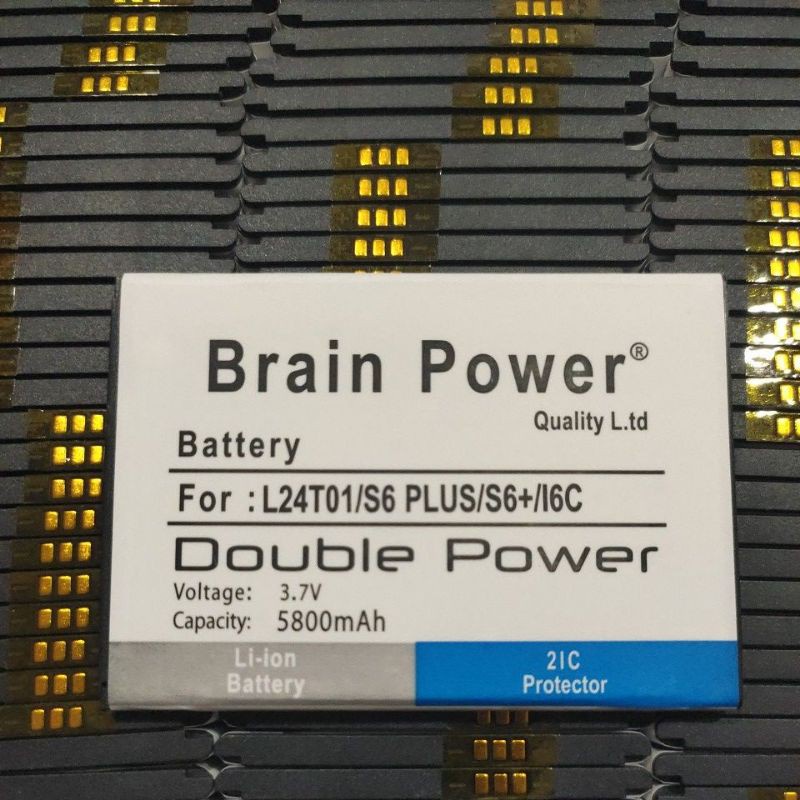 Brain Power®
Quality L.td
Battery
For : L24T01/S6 PLUS/S6+/I6C
Double Power
Voltage: 3.7V
Capacity: 5800mAh
Li-ion
Battery
2IC
Protector